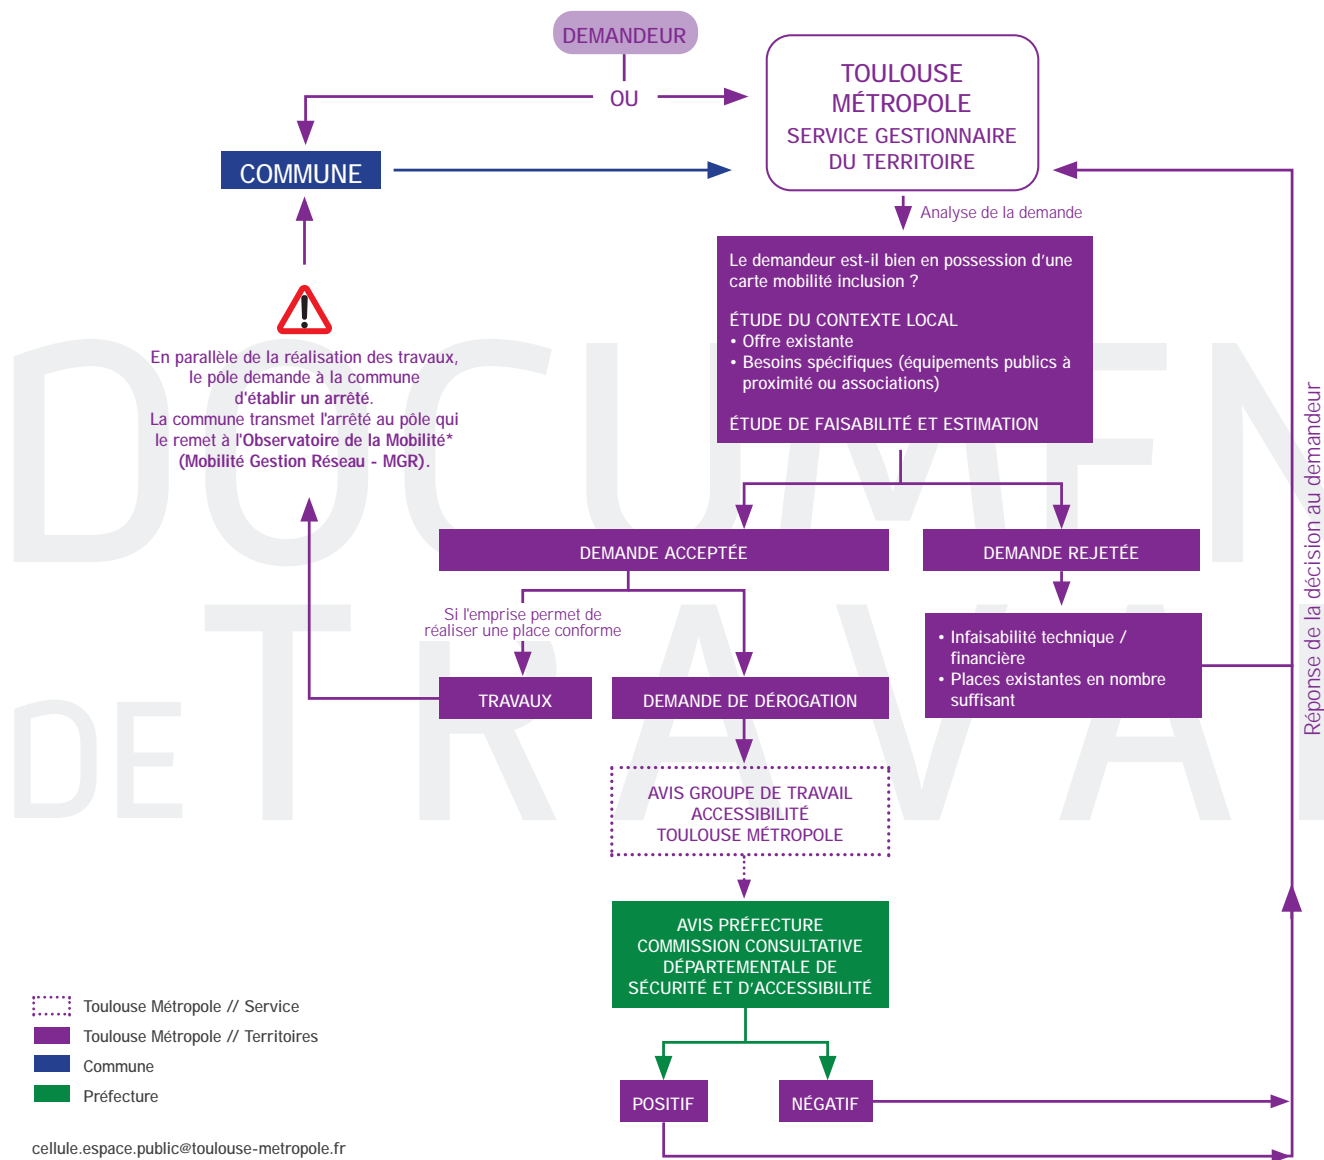 DEMANDEUR
OU
TOULOUSE
MÉTROPOLE
SERVICE GESTIONNAIRE
DU TERRITOIRE
COMMUNE
Analyse de la demande
Le demandeur est-il bien en possession d'une
carte mobilité inclusion ?
ÉTUDE DU CONTEXTE LOCAL
• Offre existante
• Besoins spécifiques (équipements publics à
proximité ou associations)
ÉTUDE DE FAISABILITÉ ET ESTIMATION
En parallèle de la réalisation des travaux,
le pôle demande à la commune
d'établir un arrêté.
La commune transmet l'arrêté au pôle qui
le remet à l'Observatoire de la Mobilité*
(Mobilité Gestion Réseau - MGR).
Réponse de la décision au demandeur
DEMANDE ACCEPTÉE
DEMANDE REJETÉE
Si l'emprise permet de
réaliser une place conforme
• Infaisabilité technique /
financière
• Places existantes en nombre
suffisant
TRAVAUX
DEMANDE DE DÉROGATION
AVIS GROUPE DE TRAVAIL
ACCESSIBILITÉ
TOULOUSE MÉTROPOLE
AVIS PRÉFECTURE
COMMISSION CONSULTATIVE
DÉPARTEMENTALE DE
SÉCURITÉ ET D'ACCESSIBILITÉ
POSITIF
NÉGATIF
Toulouse Métropole // Service
Toulouse Métropole // Territoires
Commune
Préfecture
cellule.espace.public@toulouse-metropole.fr
DOCUMEN
DE TRAVAI